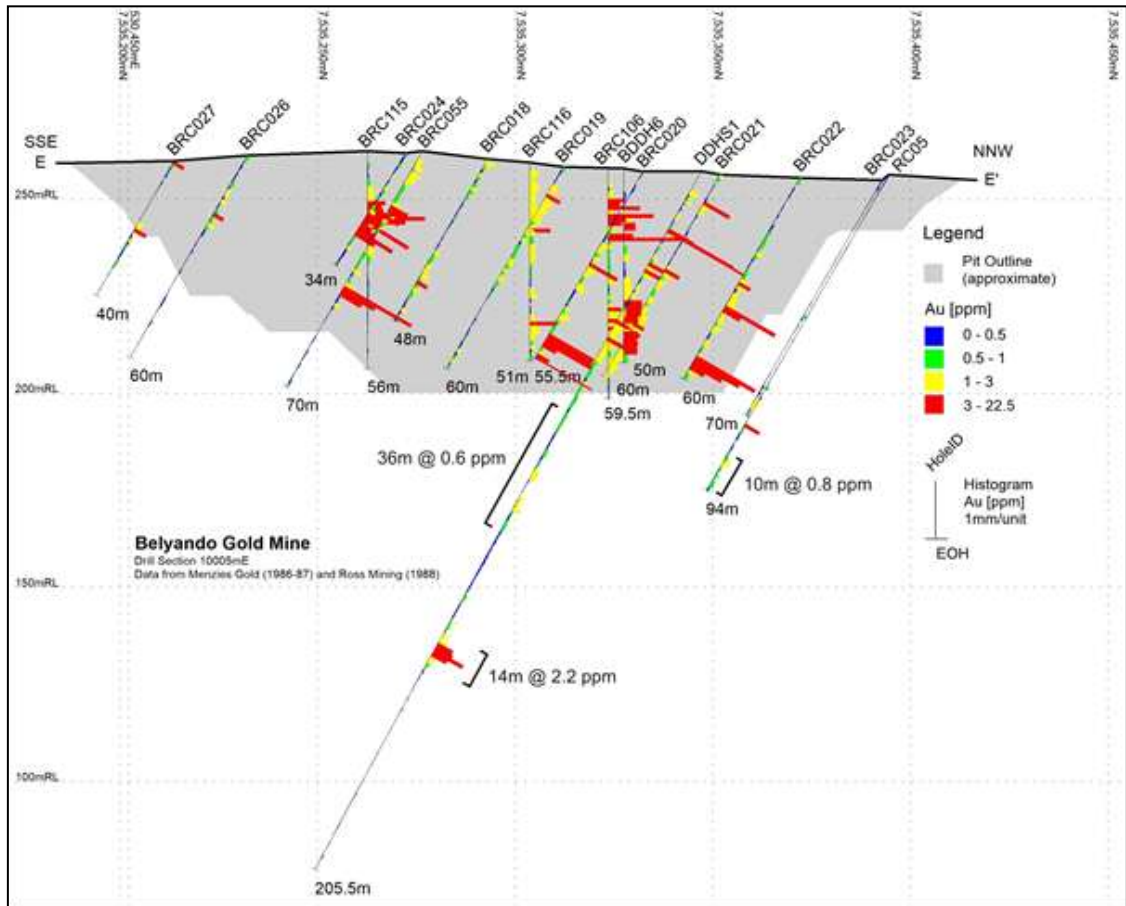 7,535,200mN
530,450mE
7,535,250mN
7,535,300mN
7,535,350mN
7,535,400mN
7,535,450mN
SSE
E
BRC027
BRC026
BRC115
BRC024
BRC055
BRC018
BRC116
BRC019
BRC106
BDDH6
BRC020
DDHS1
BRC021
BRC022
BRC023
RC05
NNW
E'
250mRL
200mRL
150mRL
100mRL
40m
60m
34m
70m
56m
48m
60m
51m
55.5m
50m
60m
59.5m
60m
70m
94m
36m @ 0.6 ppm
10m @ 0.8 ppm
14m @ 2.2 ppm
205.5m
Belyando Gold Mine
Drill Section 10005mE
Data from Menzies Gold (1986-87) and Ross Mining (1988)
Legend
Pit Outline
(approximate)
Au [ppm]
0 - 0.5
0.5 - 1
1 - 3
3 - 22.5
HoleID
Histogram
Au [ppm]
1mm/unit
EOH